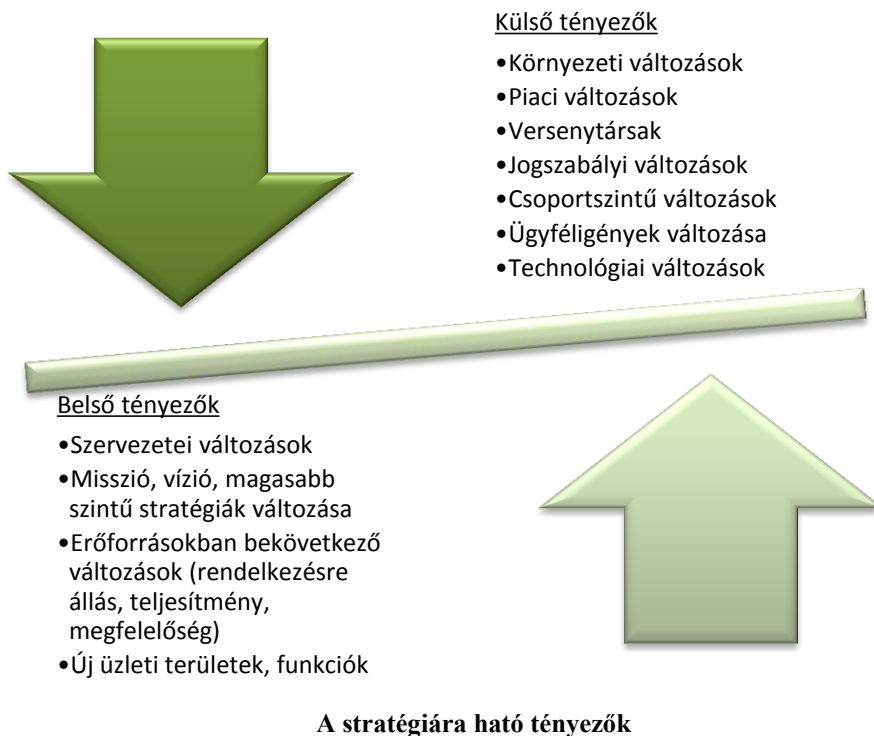 Külső tényezők
•Környezeti változások
•Piaci változások
•Versenytársak
•Jogszabályi változások
•Csoportszintű változások
•Ügyféligények változása
•Technológiai változások
Belső tényezők
•Szervezetei változások
•Misszió, vízió, magasabb
szintű stratégiák változása
•Erőforrásokban bekövetkező
változások (rendelkezésre
állás, teljesítmény,
megfelelőség)
•Új üzleti területek, funkciók
A stratégiára ható tényezők